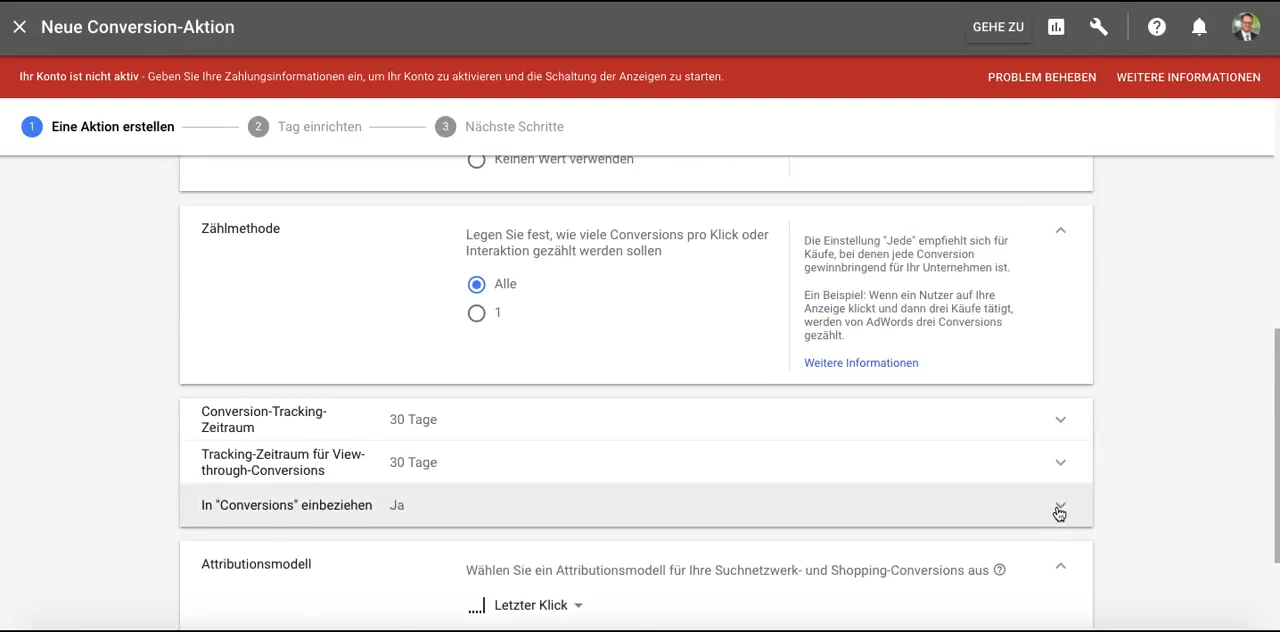 Neue Conversion-Aktion
GEHE ZU
Ihr Konto ist nicht aktiv - Geben Sie Ihre Zahlungsinformationen ein, um Ihr Konto zu aktivieren und die Schaltung der Anzeigen zu starten.
PROBLEM BEHEBEN
WEITERE INFORMATIONEN
1 Eine Aktion erstellen
2 Tag einrichten
3 Nächste Schritte
Keinen Wert verwenden
Zählmethode
Legen Sie fest, wie viele Conversions pro Klick oder
Interaktion gezählt werden sollen
Alle
1
Die Einstellung "Jede" empfiehlt sich für
Käufe, bei denen jede Conversion
gewinnbringend für Ihr Unternehmen ist.
Ein Beispiel: Wenn ein Nutzer auf Ihre
Anzeige klickt und dann drei Käufe tätigt,
werden von AdWords drei Conversions
gezählt.
Weitere Informationen
Conversion-Tracking-
Zeitraum
30 Tage
Tracking-Zeitraum für View-
through-Conversions
30 Tage
In "Conversions" einbeziehen
Ja
Attributionsmodell
Wählen Sie ein Attributionsmodell für Ihre Suchnetzwerk- und Shopping-Conversions aus
Letzter Klick